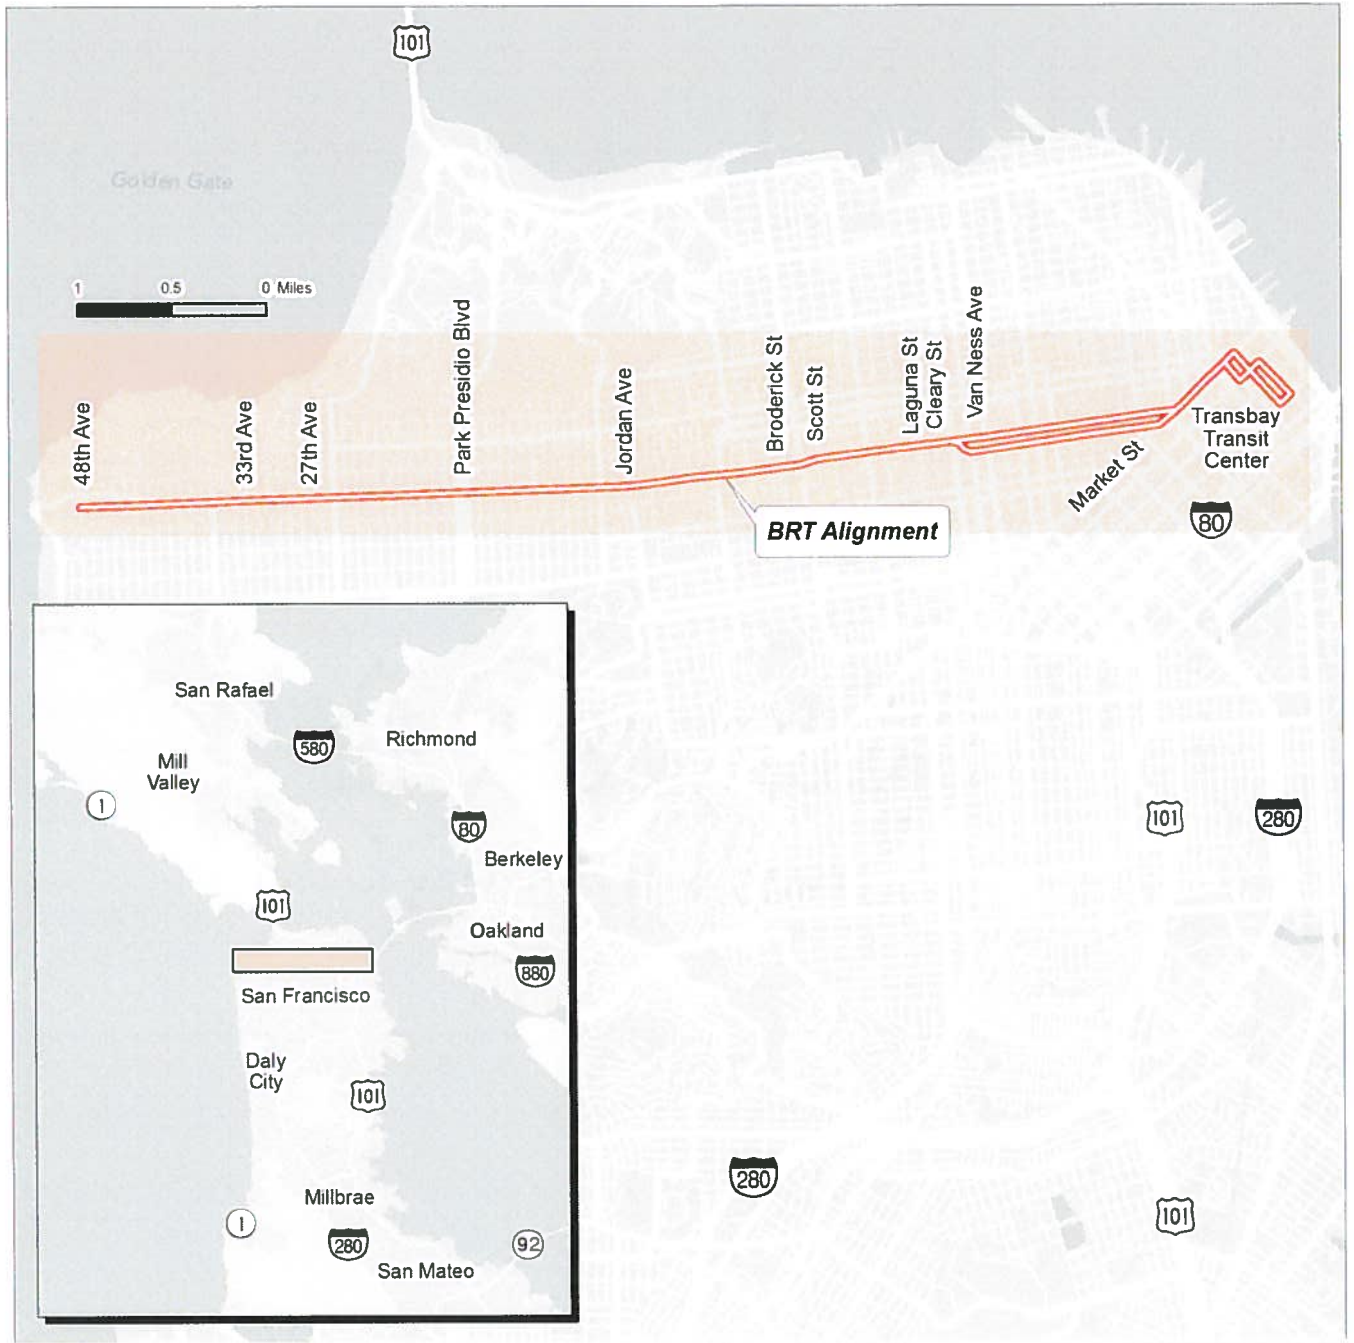 101
Golden Gate
1 0.5 0 Miles
48th Ave
33rd Ave
27th Ave
Park Presidio Blvd
Jordan Ave
Broderick St
Scott St
Laguna St
Cleary St
Van Ness Ave
Market St
Transbay
Transit
Center
80
BRT Alignment
San Rafael
580
Richmond
Mill
Valley
1
80
Berkeley
101
Oakland
880
San Francisco
Daly
City
101
Millbrae
1
280
92
San Mateo
101
280
280
101